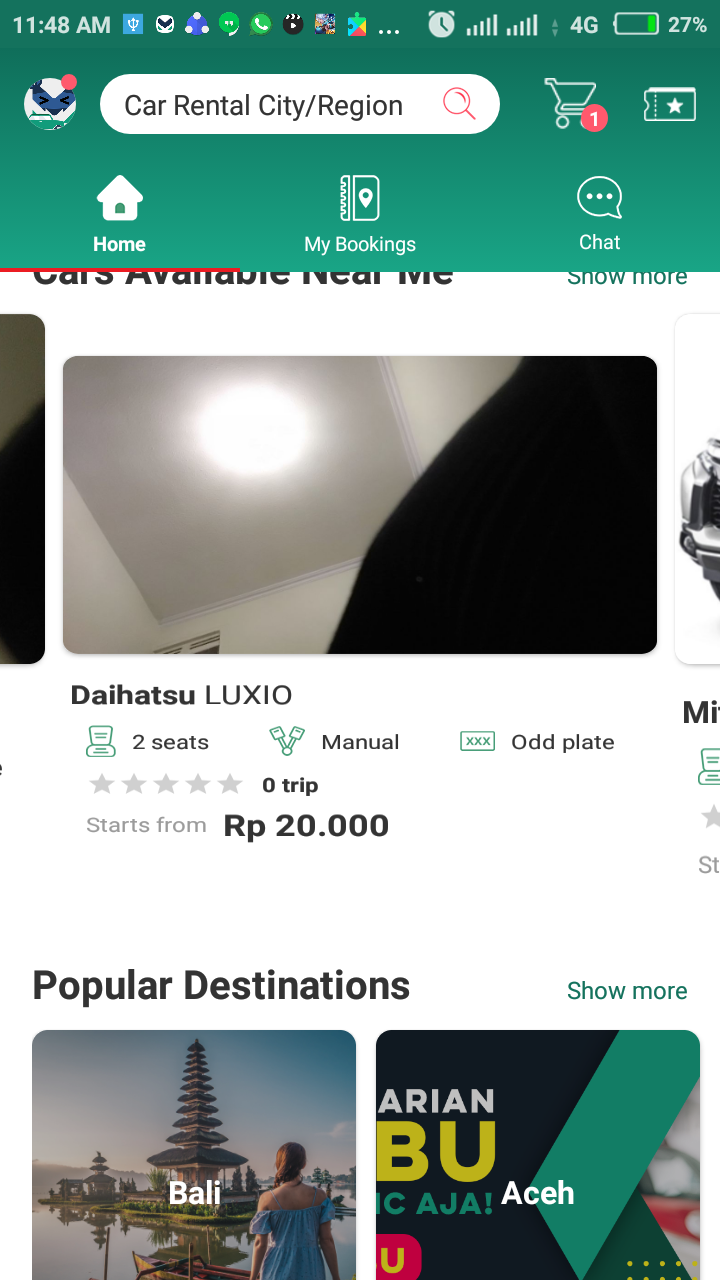 11:48 AM ... 4G 27%
Car Rental City/Region
1
Home My Bookings Chat
Cars Available Near Me Show more
Daihatsu LUXIO
Mi
2 seats Manual XXX Odd plate
e
0 trip
Starts from Rp 20.000
St
Popular Destinations Show more
ARIAN
BU
IC AJA!
Bali Aceh
U